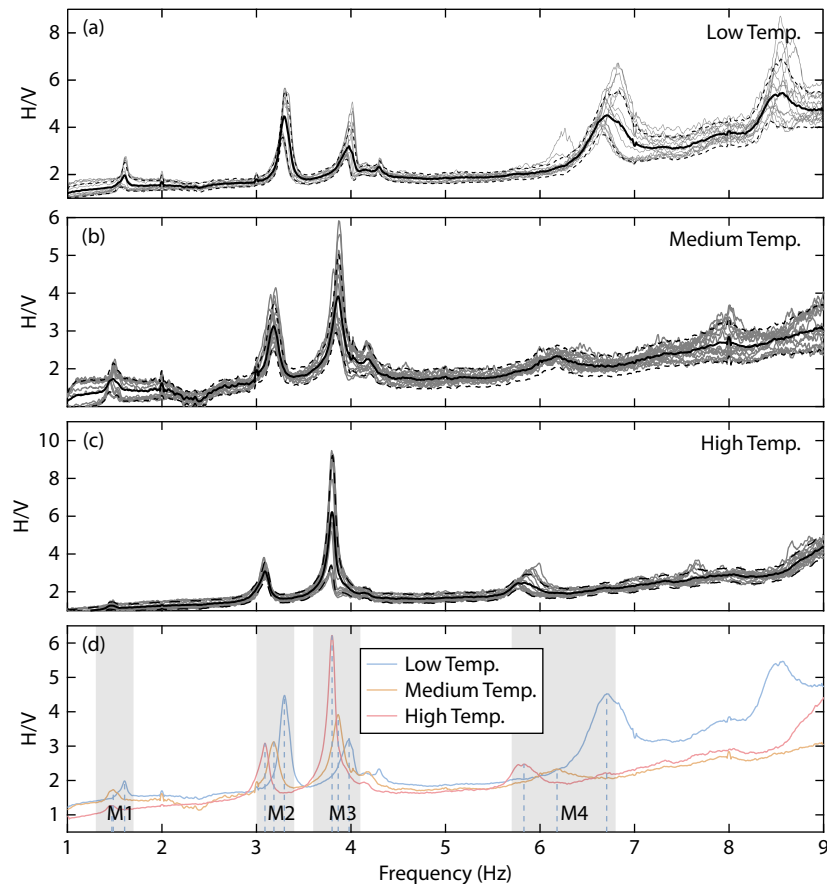 (a)
Low Temp.
H/V
8
6
4
2
(b)
Medium Temp.
H/V
6
5
4
3
2
(c)
High Temp.
H/V
10
8
6
4
2
(d)
Low Temp.
Medium Temp.
High Temp.
H/V
6
5
4
3
2
1
M1 M2 M3 M4
1 2 3 4 5 6 7 8 9
Frequency (Hz)